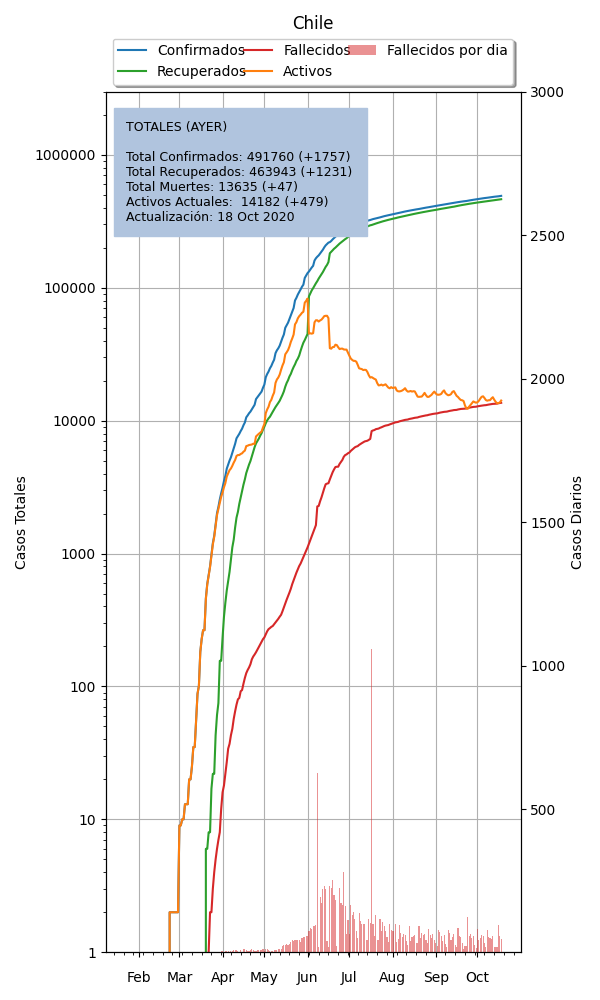 Chile
Confirmados Fallecidos Fallecidos por dia
Recuperados Activos
TOTALES (AYER)
Total Confirmados: 491760 (+1757)
Total Recuperados: 463943 (+1231)
Total Muertes: 13635 (+47)
Activos Actuales: 14182 (+479)
Actualización: 18 Oct 2020
Casos Totales
1000000
100000
10000
1000
100
10
1
3000
2500
2000
1500
1000
500
Casos Diarios
Feb Mar Apr May Jun Jul Aug Sep Oct